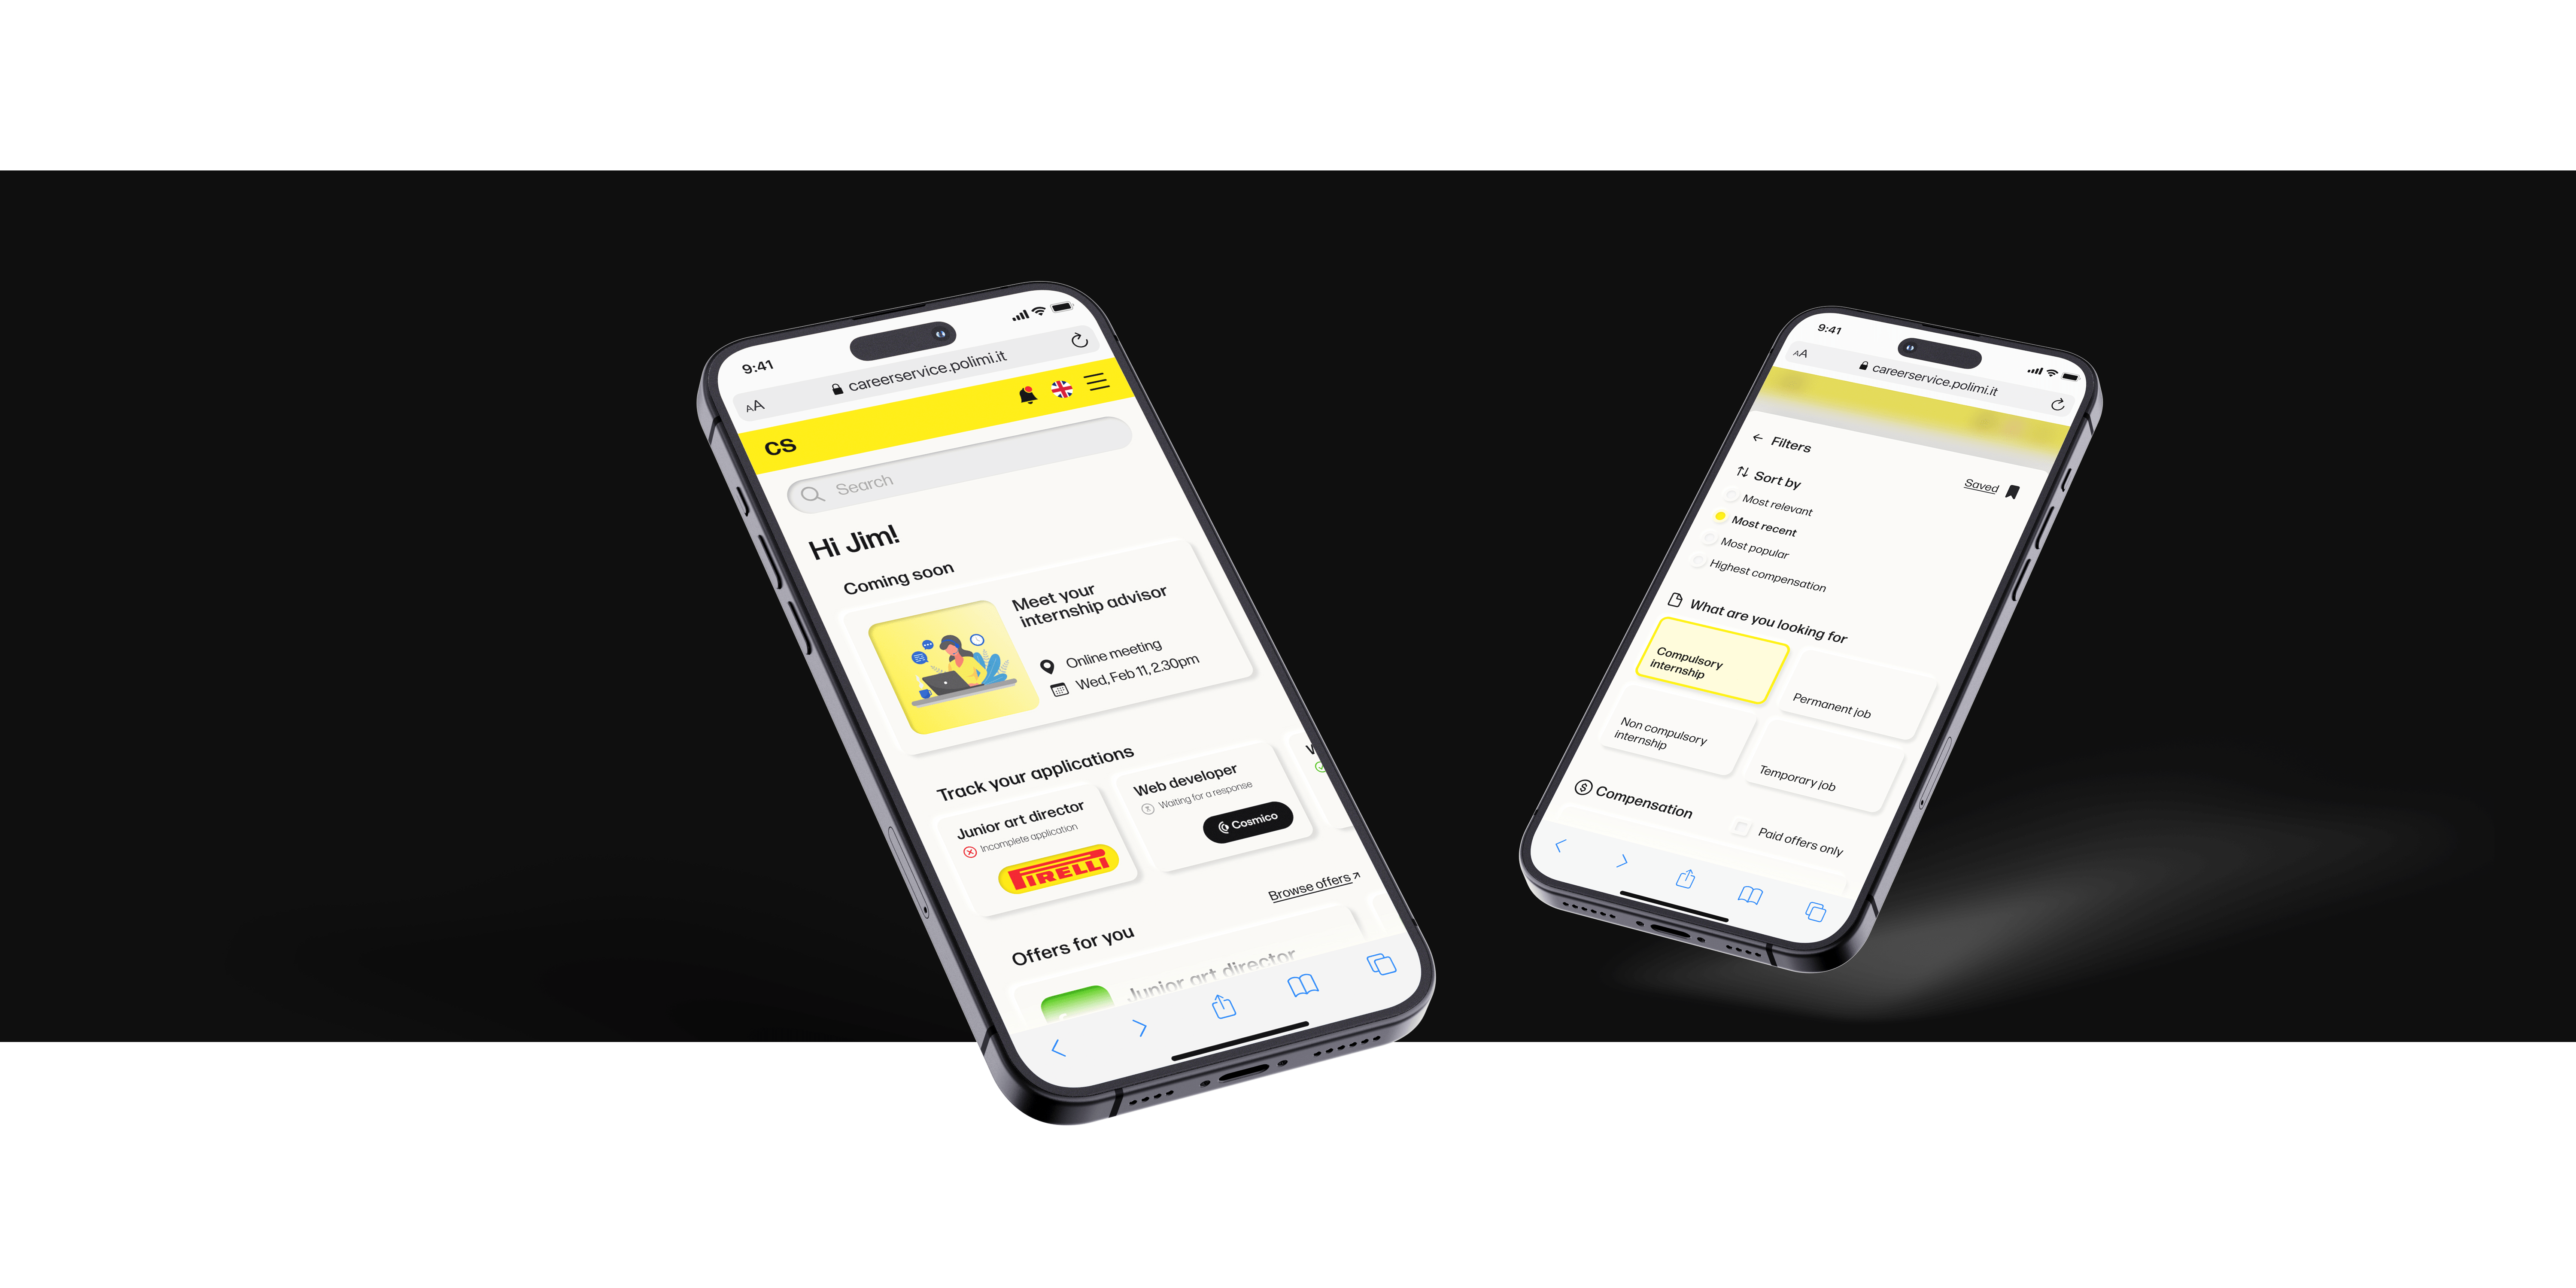 9:41
AA
careerservice.polimi.it
cs
Search
Hi Jim!
Coming soon
Meet your
internship advisor
Online meeting
Wed, Feb 11, 2.30pm
Track your applications
Junior art director
Incomplete application
PIRELLI
Web developer
Waiting for a response
Cosmico
Browse offers
Offers for you
Junior art director
9:41
AA
careerservice.polimi.it
Filters
Saved
Sort by
Most relevant
Most recent
Most popular
Highest compensation
What are you looking for
Compulsory
internship
Permanent job
Non compulsory
internship
Temporary job
Compensation
Paid offers only